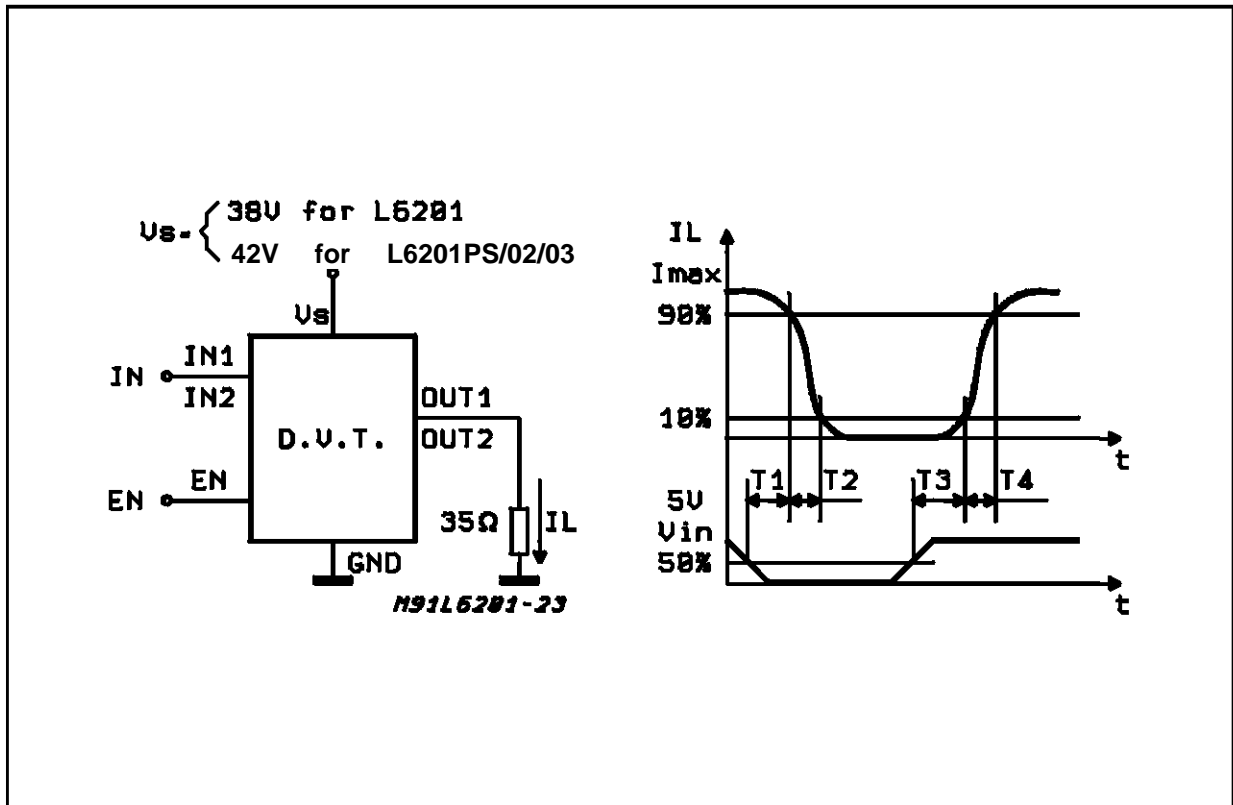 Vs= { 38V for L6201
42V for L6201PS/02/03
Vs
IN
IN1
IN2
EN
EN
D.V.T.
OUT1
OUT2
35Ω
IL
GND
M91L6201-23
IL
Imax
90%
10%
t
T1
T2
T3
T4
5V
Vin
50%
t